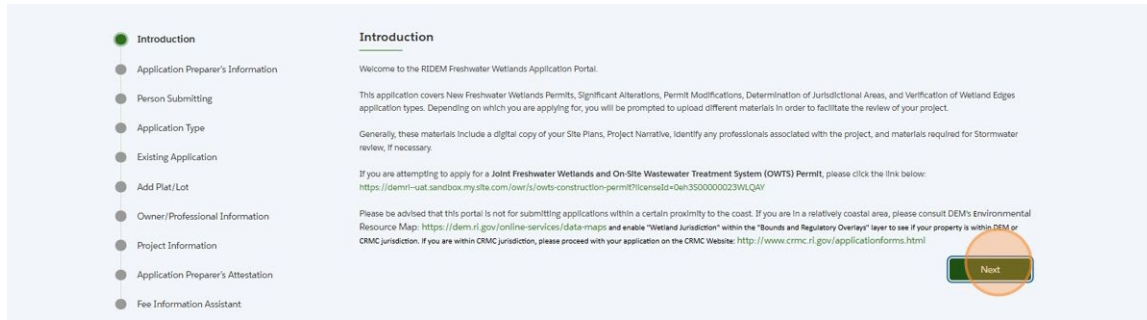 Introduction
Application Preparer's Information
Person Submitting
Application Type
Existing Application
Add Plat/Lot
Owner/Professional Information
Project Information
Application Preparer's Attestation
Fee Information Assistant
Introduction
Welcome to the RIDEM Freshwater Wetlands Application Portal.
This application covers New Freshwater Wetlands Permits, Significant Alterations, Permit Modifications, Determination of Jurisdictional Areas, and Verification of Wetland Edges
application types. Depending on which you are applying for, you will be prompted to upload different materials in order to facilitate the review of your project.
Generally, these materials include a digital copy of your Site Plans, Project Narrative, Identify any professionals associated with the project, and materials required for Stormwater
review, if necessary.
If you are attempting to apply for a Joint Freshwater Wetlands and On-Site Wastewater Treatment System (OWTS) Permit, please click the link below:
https://demri--uat.sandbox.my.site.com/owr/s/owts-construction-permit?licenseId=0eh3S00000023WLQAY
Please be advised that this portal is not for submitting applications within a certain proximity to the coast. If you are in a relatively coastal area, please consult DEM's Environmental
Resource Map: https://dem.ri.gov/online-services/data-maps and enable "Wetland Jurisdiction" within the "Bounds and Regulatory Overlays" layer to see if your property is within DEM or
CRMC jurisdiction. If you are within CRMC jurisdiction, please proceed with your application on the CRMC Website: http://www.crmc.ri.gov/applicationforms.html
Next